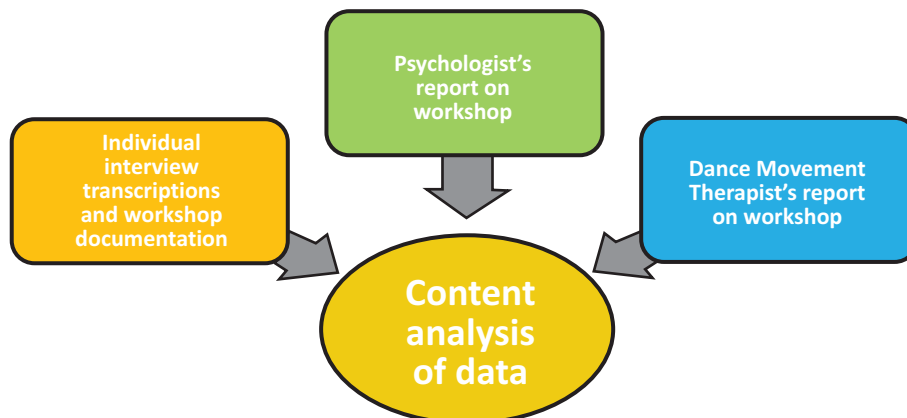 Psychologist's
report on
workshop
Individual
interview
transcriptions
and workshop
documentation
Dance Movement
Therapist's report
on workshop
Content
analysis
of data